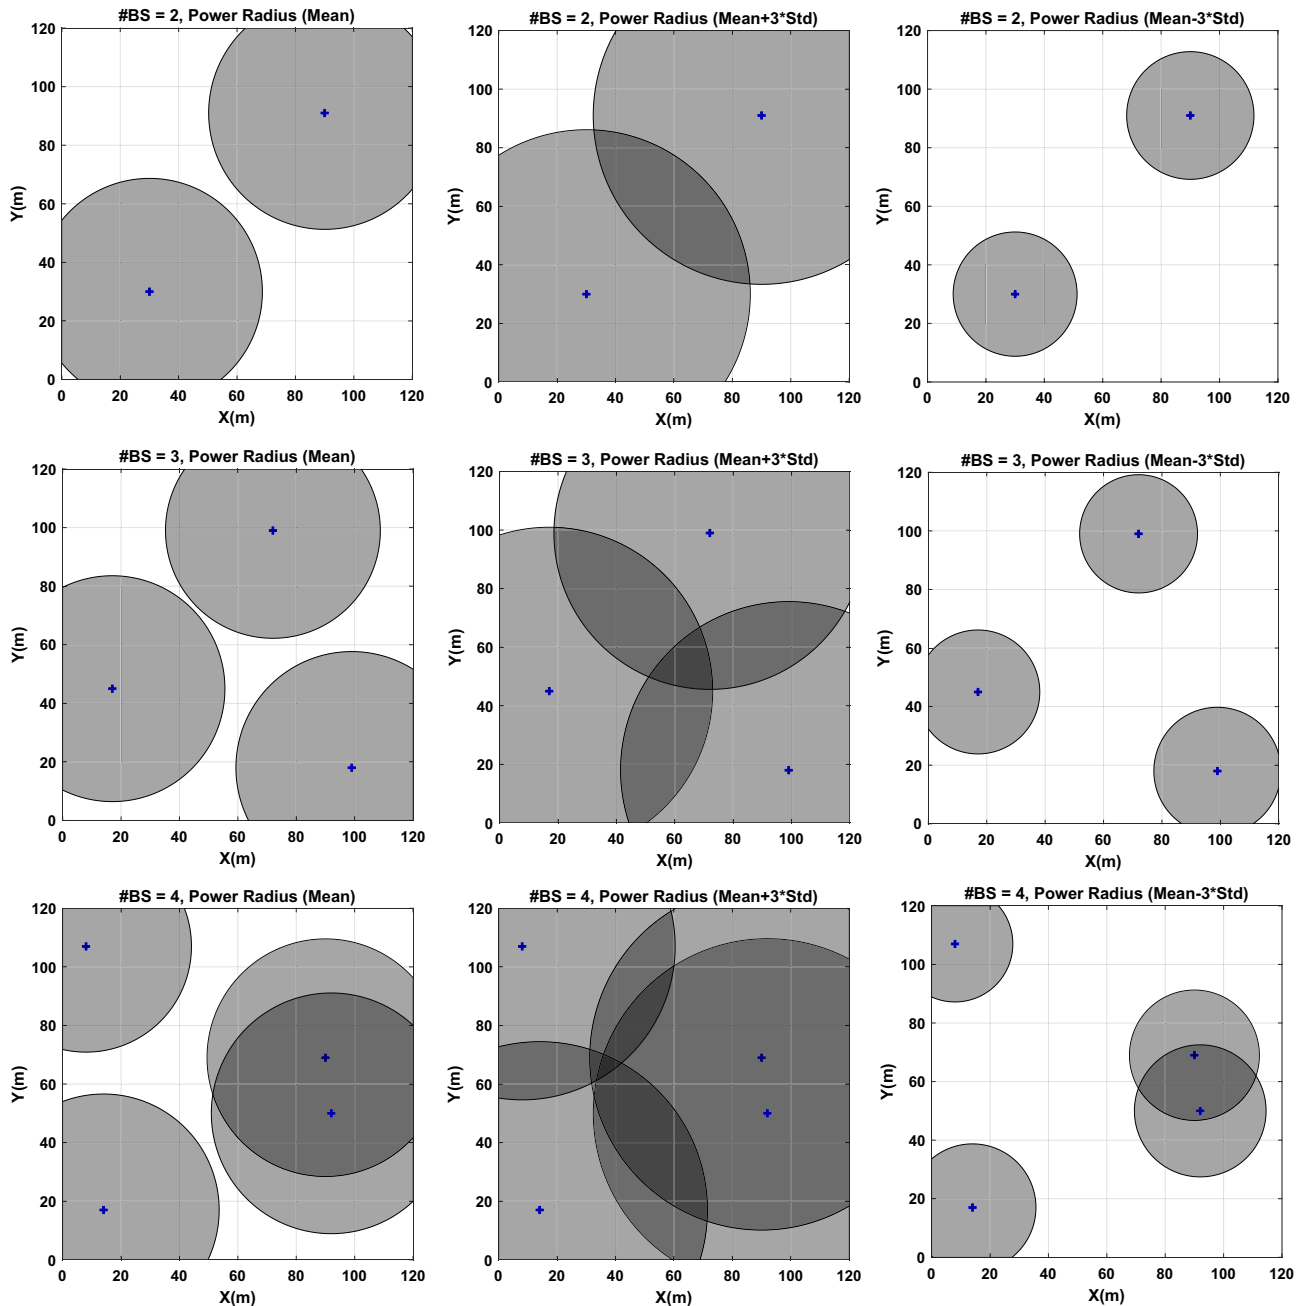 #BS = 2, Power Radius (Mean)
120
100
80
60
40
20
0
Y(m)
0 20 40 60 80 100 120
X(m)
#BS = 2, Power Radius (Mean+3*Std)
120
100
80
60
40
20
0
Y(m)
0 20 40 60 80 100 120
X(m)
#BS = 2, Power Radius (Mean-3*Std)
120
100
80
60
40
20
0
Y(m)
0 20 40 60 80 100 120
X(m)
#BS = 3, Power Radius (Mean)
120
100
80
60
40
20
0
Y(m)
0 20 40 60 80 100 120
X(m)
#BS = 3, Power Radius (Mean+3*Std)
120
100
80
60
40
20
0
Y(m)
0 20 40 60 80 100 120
X(m)
#BS = 3, Power Radius (Mean-3*Std)
120
100
80
60
40
20
0
Y(m)
0 20 40 60 80 100 120
X(m)
#BS = 4, Power Radius (Mean)
120
100
80
60
40
20
0
Y(m)
0 20 40 60 80 100 120
X(m)
#BS = 4, Power Radius (Mean+3*Std)
120
100
80
60
40
20
0
Y(m)
0 20 40 60 80 100 120
X(m)
#BS = 4, Power Radius (Mean-3*Std)
120
100
80
60
40
20
0
Y(m)
0 20 40 60 80 100 120
X(m)